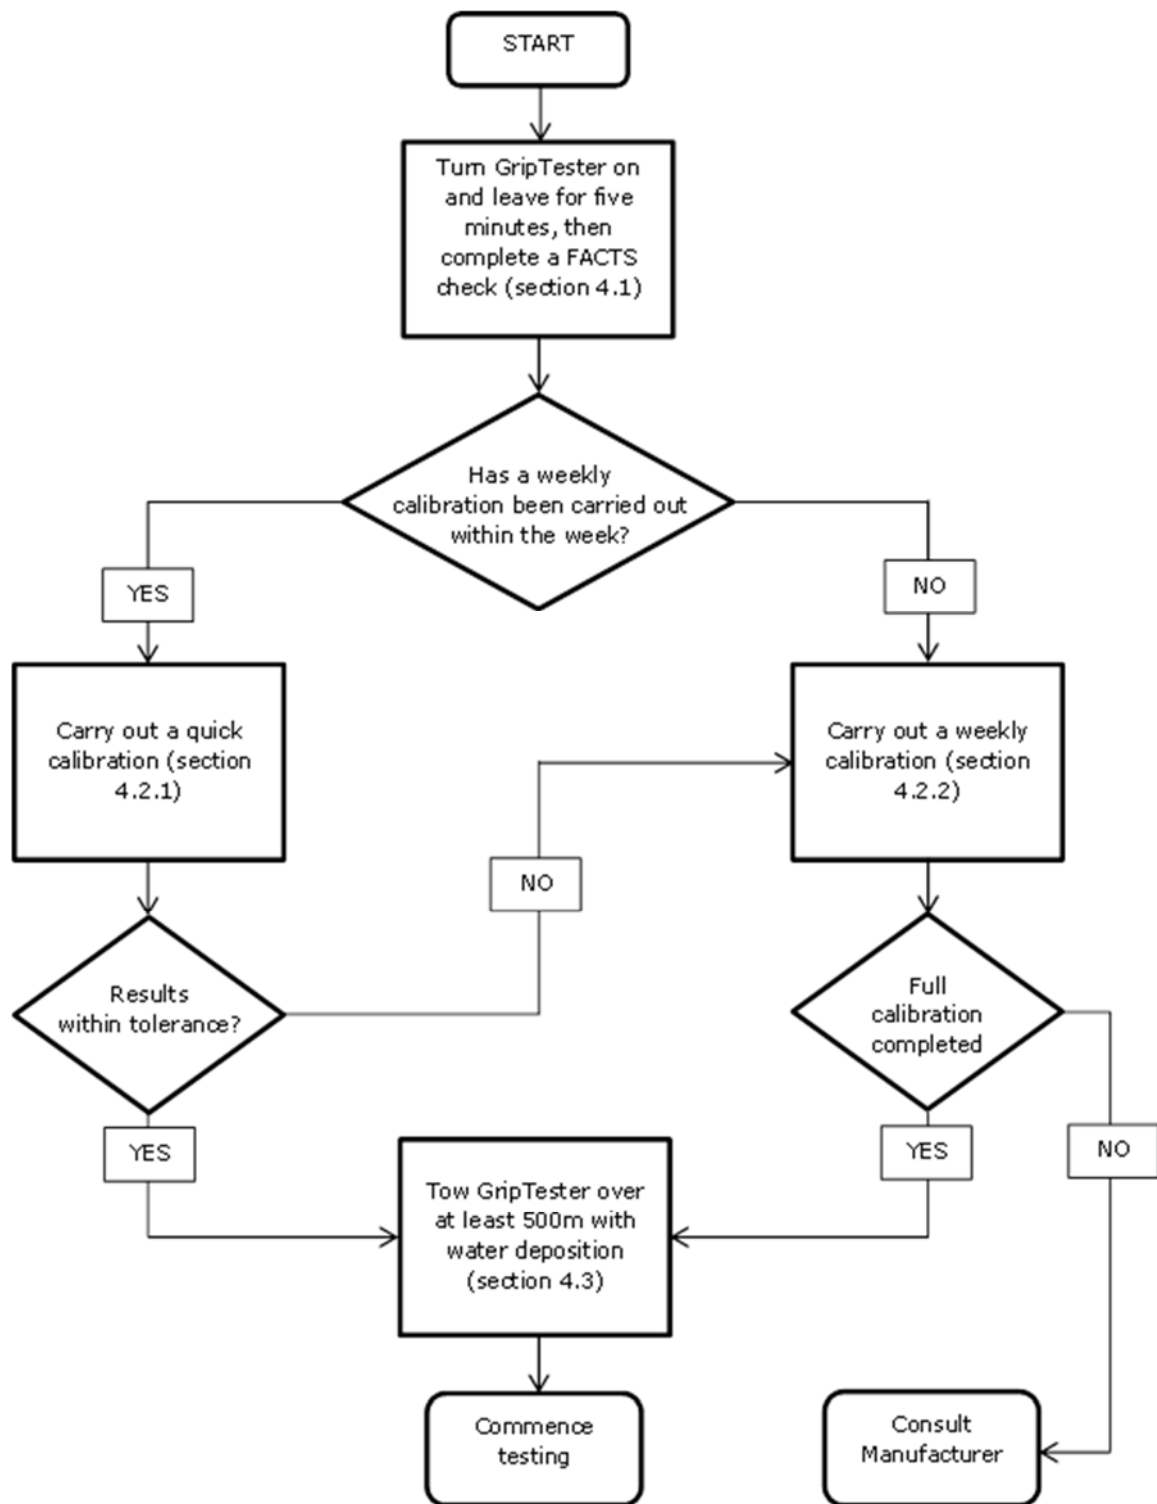 START
Turn GripTester on
and leave for five
minutes, then
complete a FACTS
check (section 4.1)
Has a weekly
calibration been carried out
within the week?
YES
NO
Carry out a quick
calibration (section
4.2.1)
Carry out a weekly
calibration (section
4.2.2)
NO
Results
within tolerance?
Full
calibration
completed
YES
YES
NO
Tow GripTester over
at least 500m with
water deposition
(section 4.3)
Commence
testing
Consult
Manufacturer